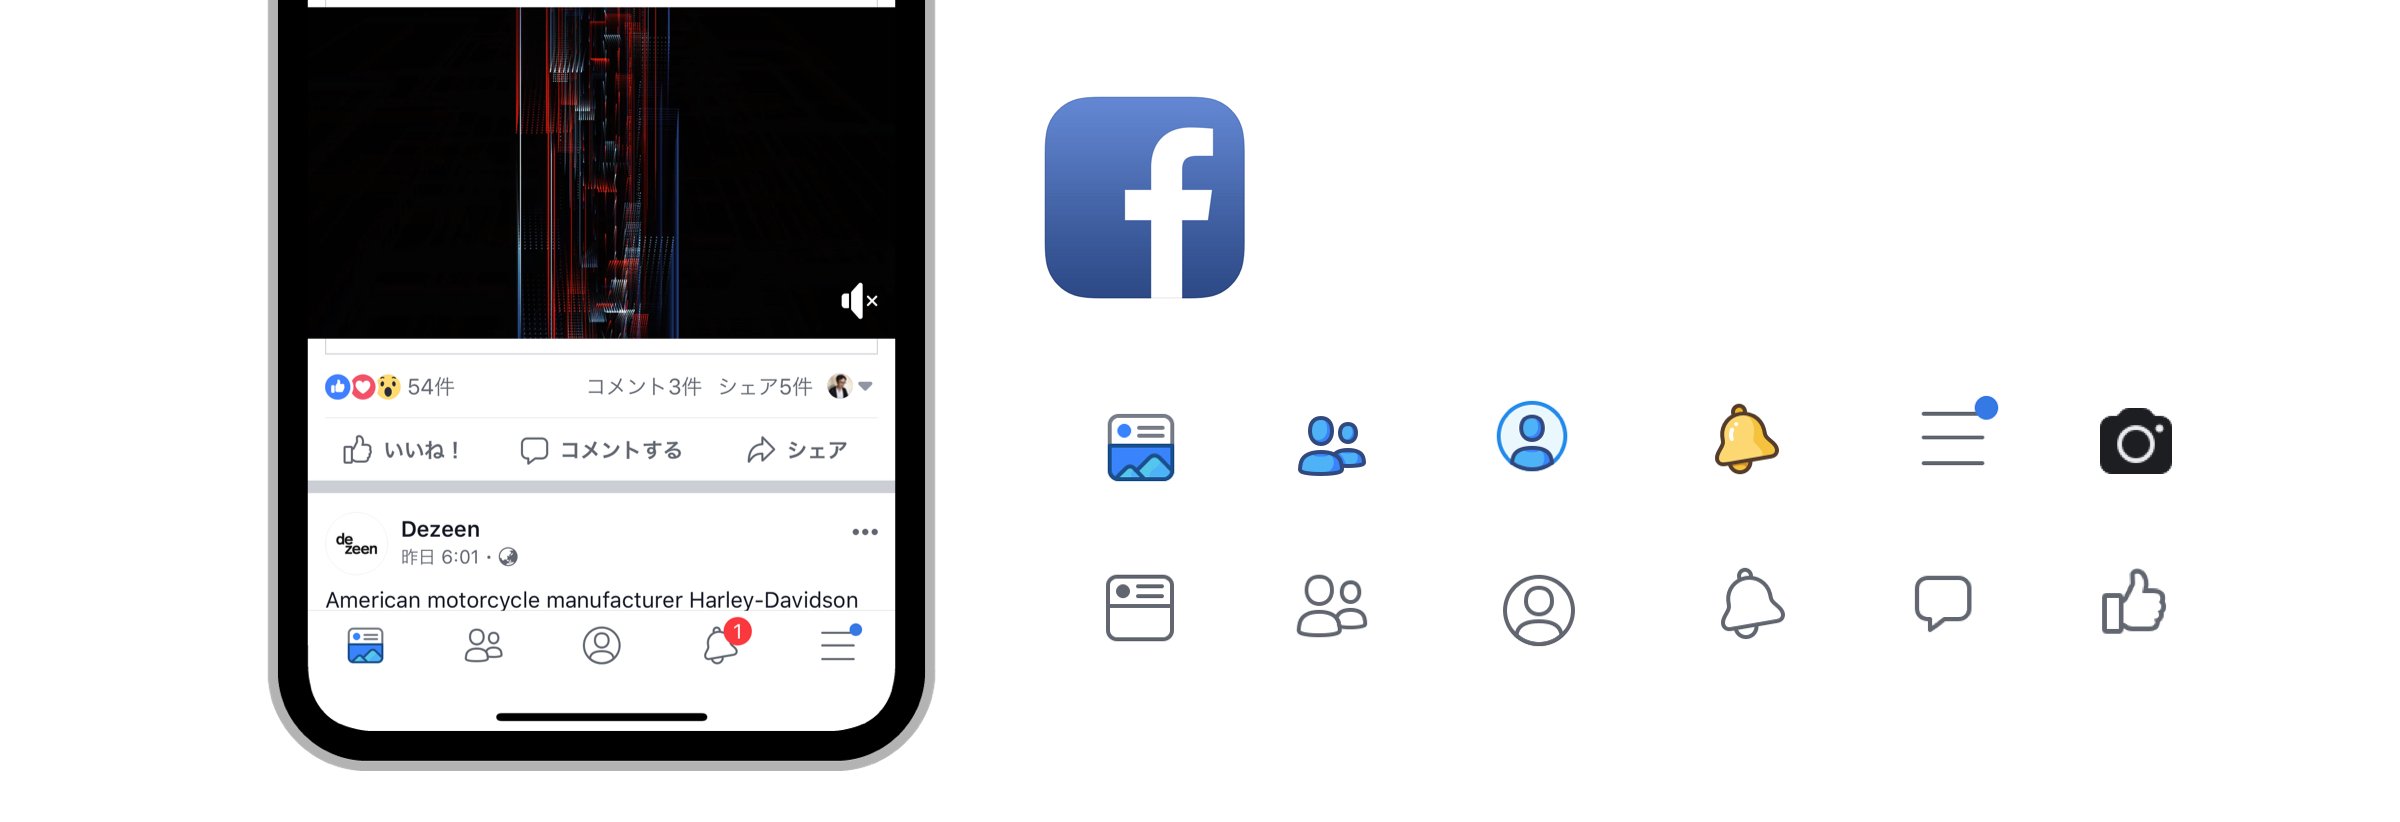 54件 コメント3件 シェア5件
いいね！ コメントする シェア
de
zeen
Dezeen
昨日 6:01 ·
American motorcycle manufacturer Harley-Davidson
1
f